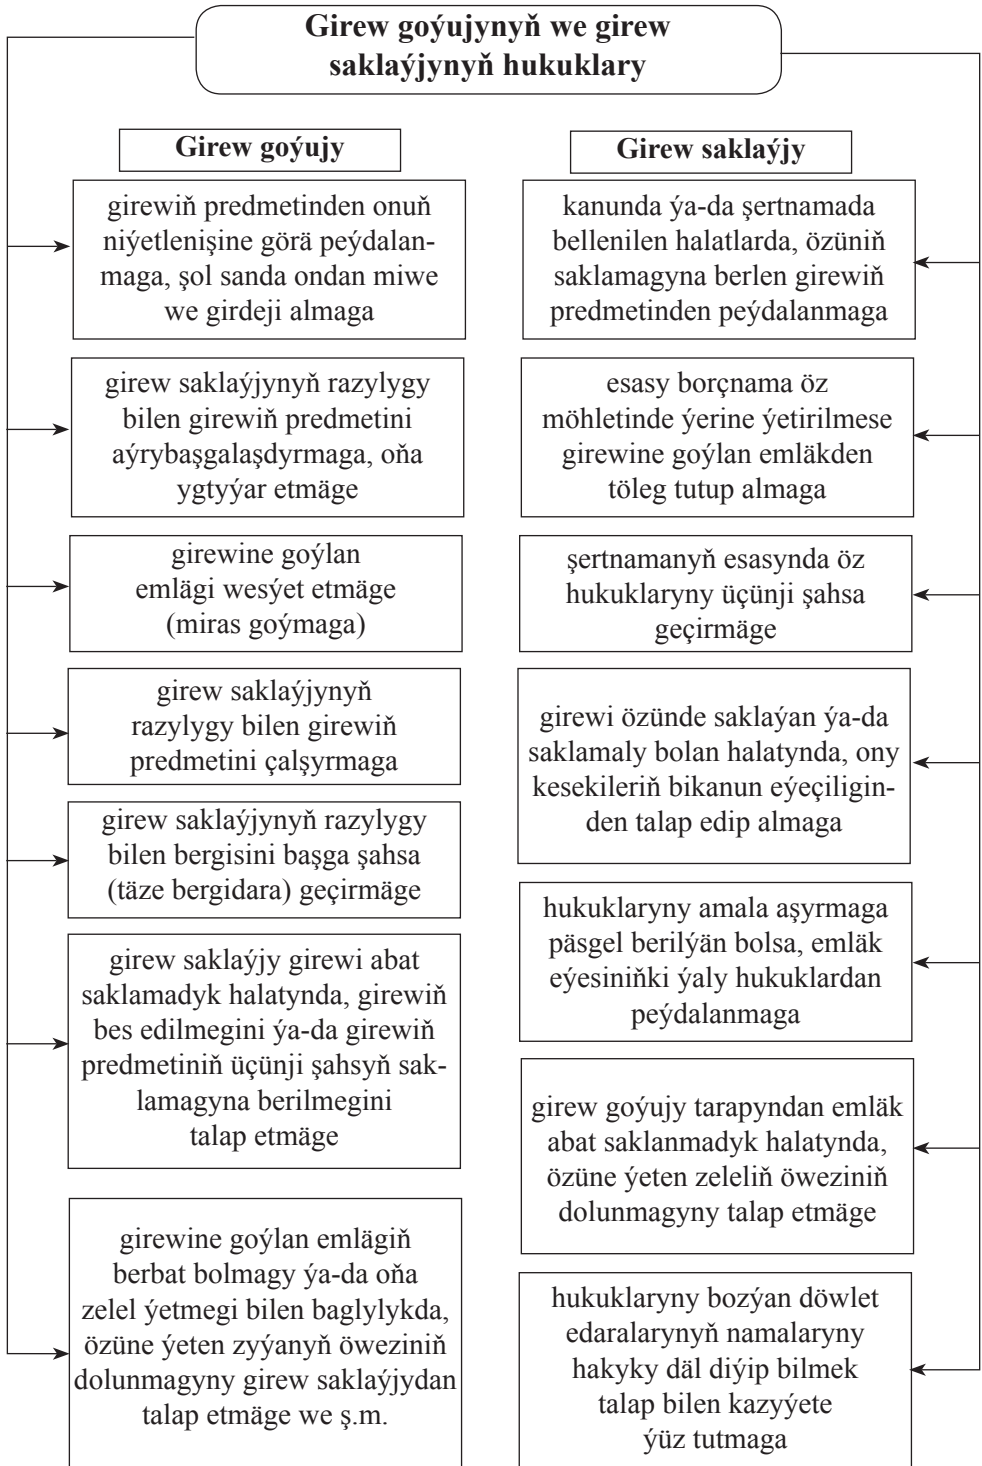 Girew goýujynyň we girew
saklaýjynyň hukuklary
Girew goýujy
girewiň predmetinden onuň
niýetlenişine görä peýdalan-
maga, şol sanda ondan miwe
we girdeji almaga
girew saklaýjynyň razylygy
bilen girewiň predmetini
aýrybaşgalaşdyrmaga, oňa
ygtyýar etmäge
girewine goýlan
emlägi wesýet etmäge
(miras goýmaga)
girew saklaýjynyň
razylygy bilen girewiň
predmetini çalşyrmaga
girew saklaýjynyň razylygy
bilen bergisini başga şahsa
(täze bergidara) geçirmäge
girew saklaýjy girewi abat
saklamadyk halatynda, girewiň
bes edilmegini ýa-da girewiň
predmetiniň üçünji şahsyň sak-
lamagyna berilmegini
talap etmäge
girewine goýlan emlägiň
berbat bolmagy ýa-da oňa
zelel ýetmegi bilen baglylykda,
özüne ýeten zyýanyň öweziniň
dolunmagyny girew saklaýjydan
talap etmäge we ş.m.
Girew saklaýjy
kanunda ýa-da şertnamada
bellenilen halatlarda, özüniň
saklamagyna berlen girewiň
predmetinden peýdalanmaga
esasy borçnama öz
möhletinde ýerine ýetirilmese
girewine goýlan emläkden
töleg tutup almaga
şertnamanyň esasynda öz
hukuklaryny üçünji şahsa
geçirmäge
girewi özünde saklaýan ýa-da
saklamaly bolan halatynda, ony
kesekileriň bikanun eýeçiligin-
den talap edip almaga
hukuklaryny amala aşyrmaga
päsgel berilýän bolsa, emläk
eýesiniňki ýaly hukuklardan
peýdalanmaga
girew goýujy tarapyndan emläk
abat saklanmadyk halatynda,
özüne ýeten zeleliň öweziniň
dolunmagyny talap etmäge
hukuklaryny bozýan döwlet
edaralarynyň namalaryny
hakyky däl diýip bilmek
talap bilen kazyýete
ýüz tutmaga